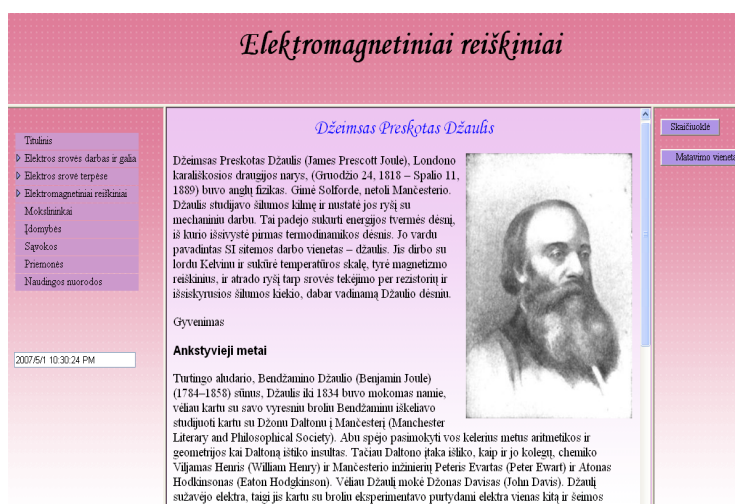 Elektromagnetiniai reiškiniai
Titulinis
Elektros srovės darbas ir galia
Elektros srovė terpėse
Elektromagnetiniai reiškiniai
Mokslininkai
Įdomybės
Sąvokos
Priemonės
Naudingos nuorodos
2007/5/1 10:30:24 PM
Džeimsas Preskotas Džaulis
Džeimsas Preskotas Džaulis (James Prescott Joule), Londono
karališkosios draugijos narys, (Gruodžio 24, 1818 – Spalio 11,
1889) buvo anglų fizikas. Gimė Solforde, netoli Mančesterio.
Džaulis studijavo šilumos kilmę ir nustatė jos ryšį su
mechaniniu darbu. Tai padejo sukurti energijos tvermės dėsnį,
iš kurio išsivystė pirmas termodinamikos dėsnis. Jo vardu
pavadintas SI sitemos darbo vienetas – džaulis. Jis dirbo su
lordu Kelvinu ir sukūrė temperatūros skalę, tyrė magnetizmo
reiškinius, ir atrado ryšį tarp srovės tekėjimo per rezistorių ir
išsiskyrusios šilumos kiekio, dabar vadinamą Džaulio dėsniu.
Gyvenimas
Ankstyvieji metai
Turtingo aludario, Bendžamino Džaulio (Benjamin Joule)
(1784–1858) sūnus, Džaulis iki 1834 buvo mokomas namie,
vėliau kartu su savo vyresniu broliu Bendžaminu iškeliavo
studijuoti kartu su Džonu Daltonu į Mančesterį (Manchester
Literary and Philosophical Society). Abu spėjo pasimokyti vos kelerius metus aritmetikos ir
geometrijos kai Daltoną ištiko insultas. Tačiau Daltono įtaka išliko, kaip ir jo kolegų, chemiko
Viljamas Henris (William Henry) ir Mančesterio inžinierių Peteris Evartas (Peter Ewart) ir Atonas
Hodkinsonas (Eaton Hodgkinson). Vėliau Džaulį mokė Džonas Davisas (John Davis). Džaulį
sužavėjo elektra, taigi jis kartu su broliu eksperimentavo purtydami elektra vienas kitą ir šeimos
Skaičiuoklė
Matavimo vieneta